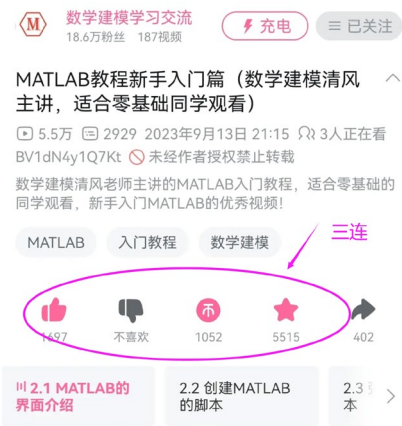 数学建模学习交流
18.6万粉丝 187视频
充电
已关注
MATLAB教程新手入门篇（数学建模清风
主讲，适合零基础同学观看）
5.5万 2929 2023年9月13日 21:15 3人正在看
BV1dN4y1Q7Kt 未经作者授权禁止转载
数学建模清风老师主讲的MATLAB入门教程，适合零基础的
同学观看，新手入门MATLAB的优秀视频！
三连
MATLAB 入门教程 数学建模
1697 不喜欢 1052 5515 402
2.1 MATLAB的
界面介绍
2.2 创建MATLAB
的脚本
2.3
本